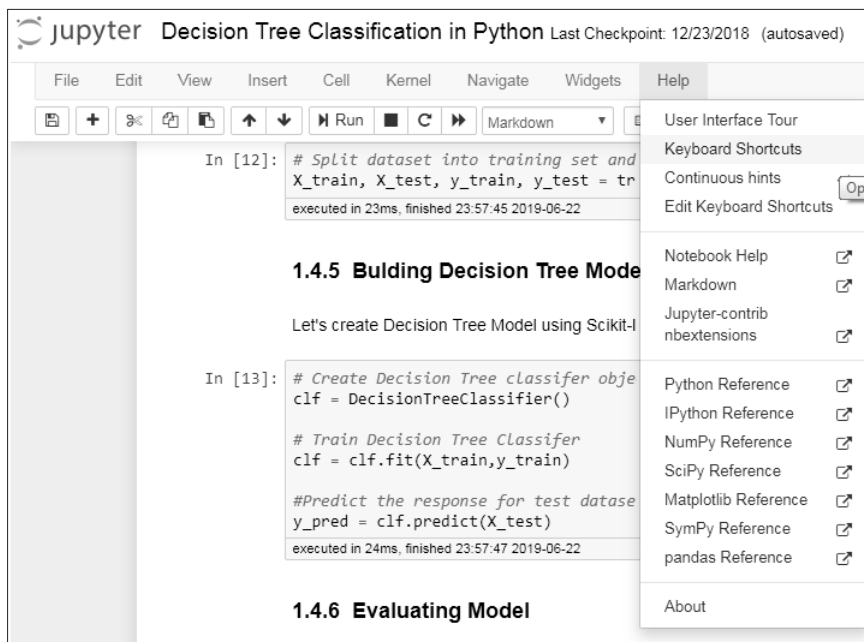 jupyter Decision Tree Classification in Python Last Checkpoint: 12/23/2018 (autosaved)
File Edit View Insert Cell Kernel Navigate Widgets Help
Run Markdown
User Interface Tour
Keyboard Shortcuts
Continuous hints
Op
Edit Keyboard Shortcuts
Notebook Help
Markdown
Jupyter-contrib
nbextensions
Python Reference
IPython Reference
NumPy Reference
SciPy Reference
Matplotlib Reference
SymPy Reference
pandas Reference
About
In [12]: # Split dataset into training set and
X_train, X_test, y_train, y_test = tr
executed in 23ms, finished 23:57:45 2019-06-22
1.4.5 Bulding Decision Tree Mode
Let's create Decision Tree Model using Scikit-l
In [13]: # Create Decision Tree classifer obje
clf = DecisionTreeClassifier()
# Train Decision Tree Classifer
clf = clf.fit(X_train,y_train)
#Predict the response for test datase
y_pred = clf.predict(X_test)
executed in 24ms, finished 23:57:47 2019-06-22
1.4.6 Evaluating Model